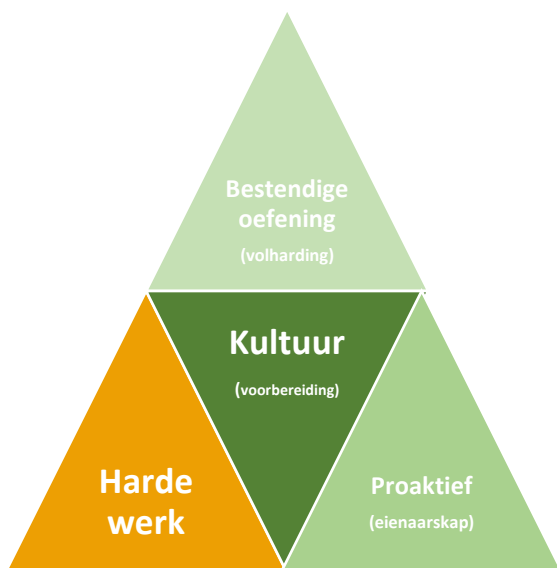 Bestendige
oefening
(volharding)
Kultuur
(voorbereiding)
Harde
werk
Proaktief
(eienaarskap)